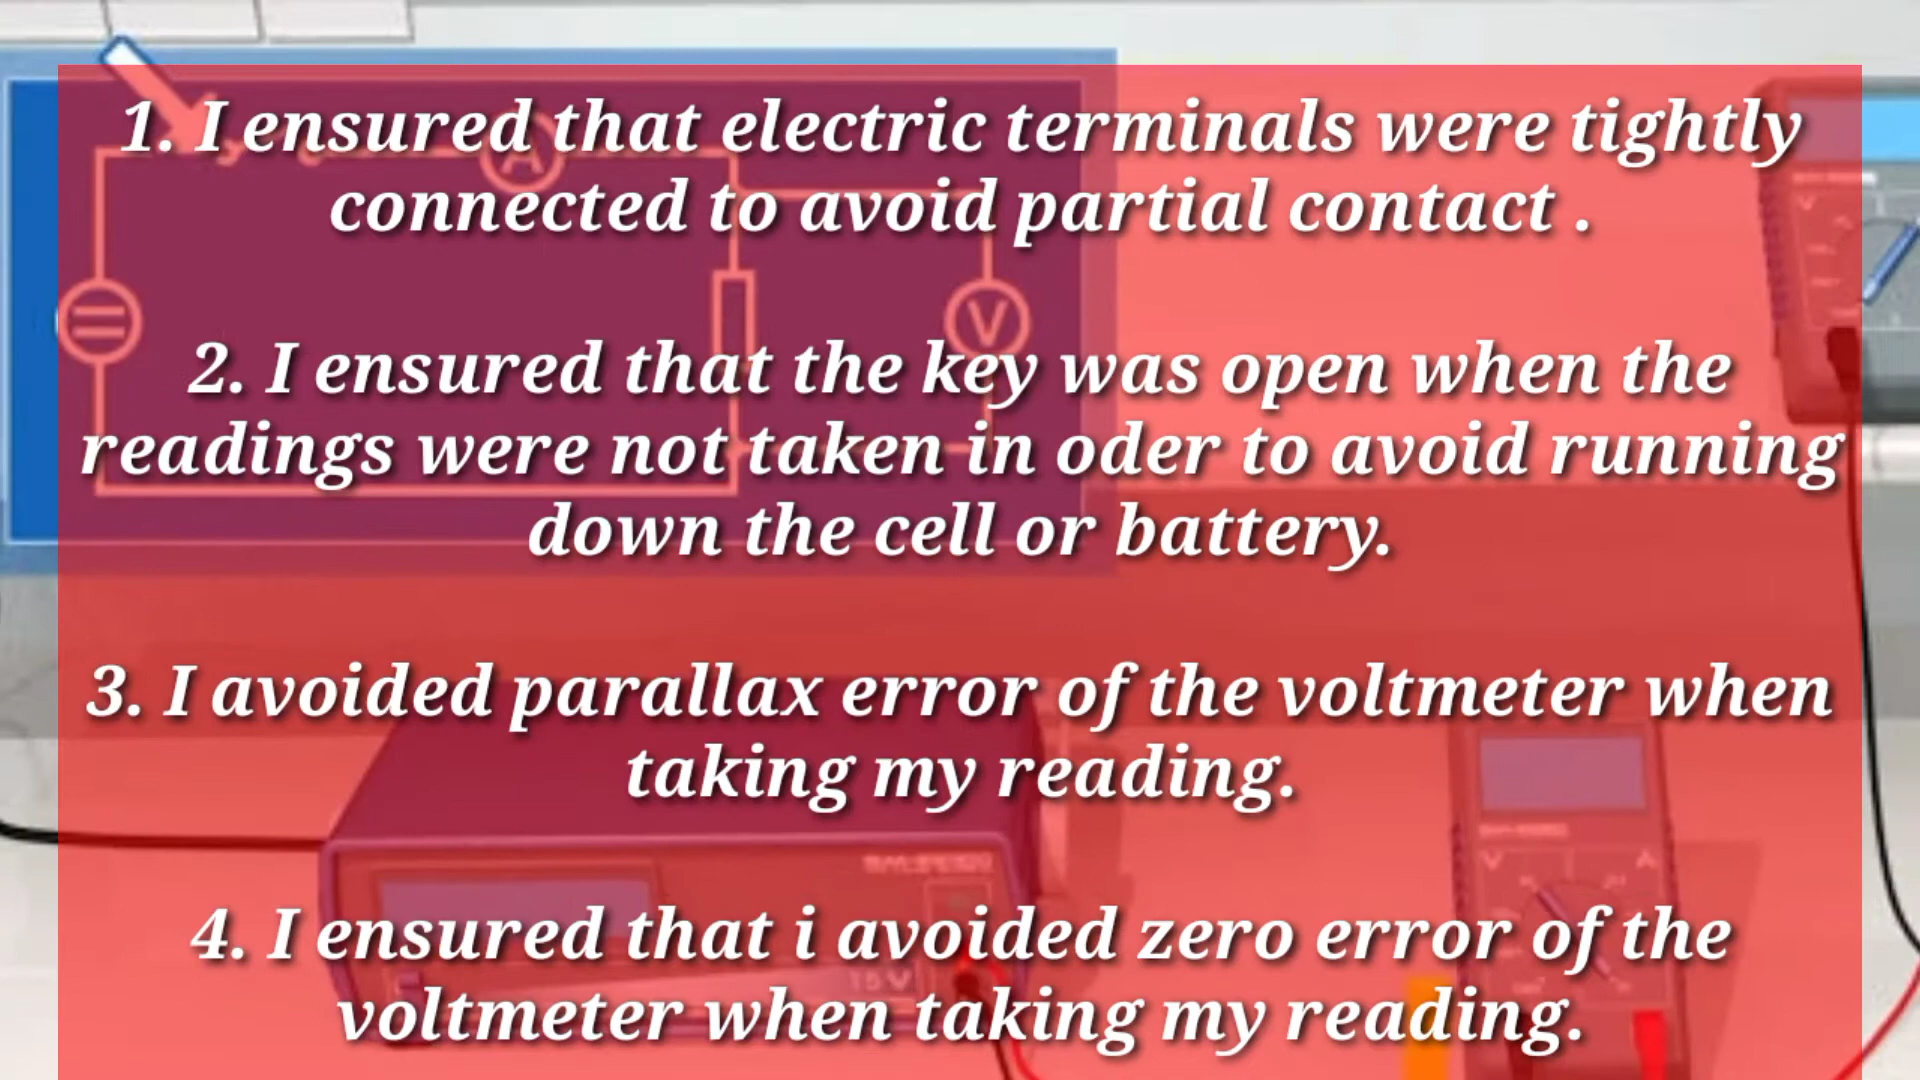 1. I ensured that electric terminals were tightly
connected to avoid partial contact .
2. I ensured that the key was open when the
readings were not taken in oder to avoid running
down the cell or battery.
3. I avoided parallax error of the voltmeter when
taking my reading.
4. I ensured that i avoided zero error of the
voltmeter when taking my reading.
A
V
V
V
A
15 V